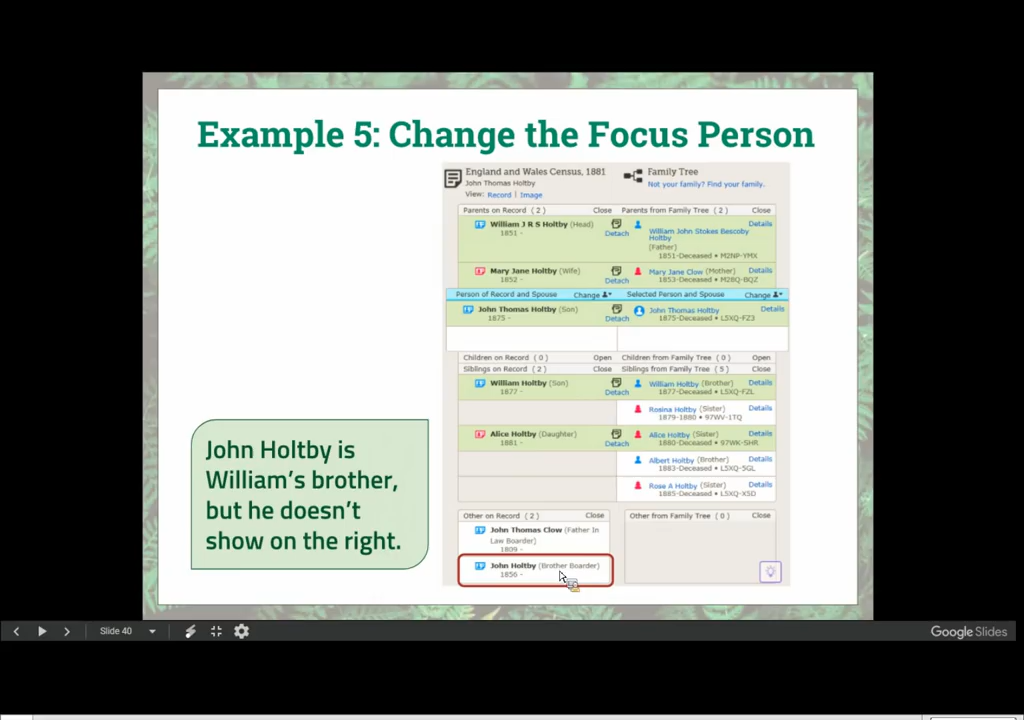 Example 5: Change the Focus Person
England and Wales Census, 1881
John Thomas Holtby
View: Record | Image
Family Tree
Not your family? Find your family.
Parents on Record ( 2 ) Close Parents from Family Tree ( 2 ) Close
William J R S Holtby (Head)
1851 -
Detach
William John Stokes Bescoby
Holtby
(Father)
1851-Deceased • M2NP-YMX
Details
Mary Jane Holtby (Wife)
1852 -
Detach
Mary Jane Clow (Mother)
1853-Deceased • M28Q-BQZ
Details
Person of Record and Spouse Change Selected Person and Spouse Change
John Thomas Holtby (Son)
1875 -
Detach
John Thomas Holtby
1875-Deceased • L5XQ-FZ3
Details
Children on Record ( 0 ) Open Children from Family Tree ( 0 ) Open
Siblings on Record ( 2 ) Close Siblings from Family Tree ( 5 ) Close
William Holtby (Son)
1877 -
Detach
William Holtby (Brother)
1877-Deceased • L5XQ-FZL
Details
Rosina Holtby (Sister)
1879-1880 • 97WV-1TQ
Details
Alice Holtby (Daughter)
1881 -
Detach
Alice Holtby (Sister)
1880-Deceased • 97WK-SHR
Details
Albert Holtby (Brother)
1883-Deceased • L5XQ-5GL
Details
Rose A Holtby (Sister)
1885-Deceased • L5XQ-X5D
Details
Other on Record ( 2 ) Close Other from Family Tree ( 0 ) Close
John Thomas Clow (Father In
Law Boarder)
1809 -
John Holtby (Brother Boarder)
1856 -
John Holtby is
William's brother,
but he doesn't
show on the right.
Slide 40
Google Slides